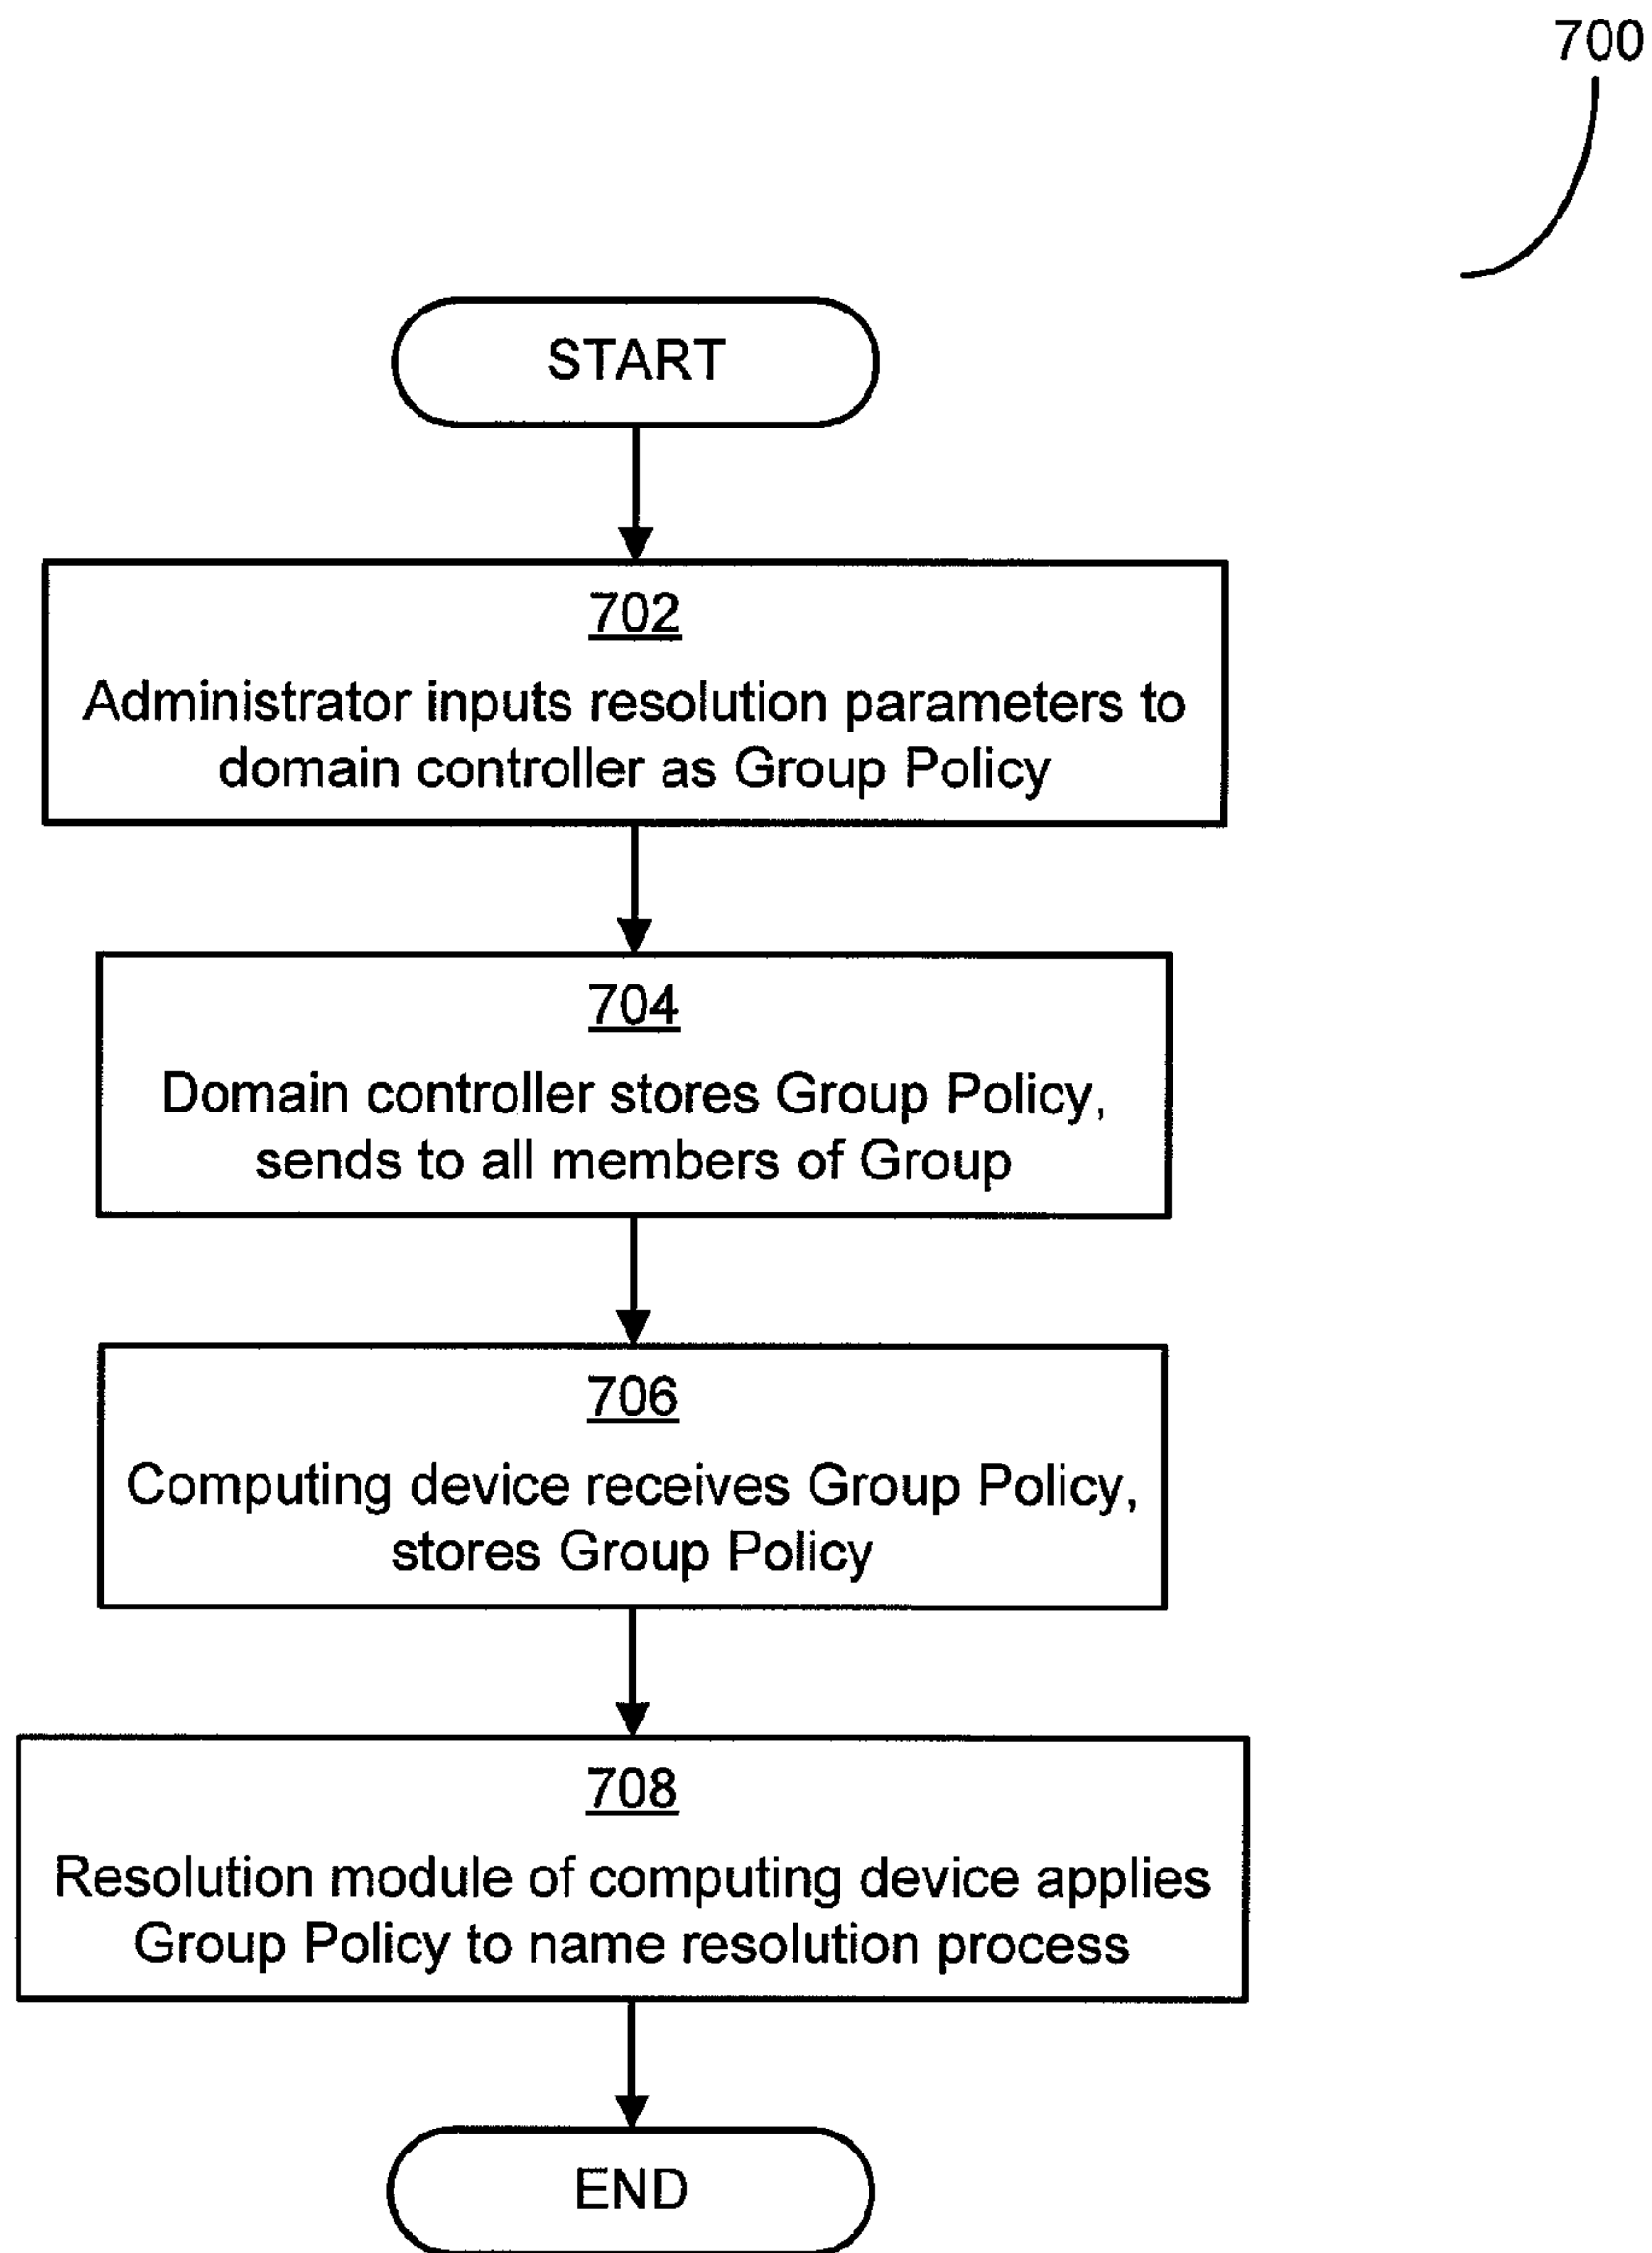 700
START
702
Administrator inputs resolution parameters to
domain controller as Group Policy
704
Domain controller stores Group Policy,
sends to all members of Group
706
Computing device receives Group Policy,
stores Group Policy
708
Resolution module of computing device applies
Group Policy to name resolution process
END